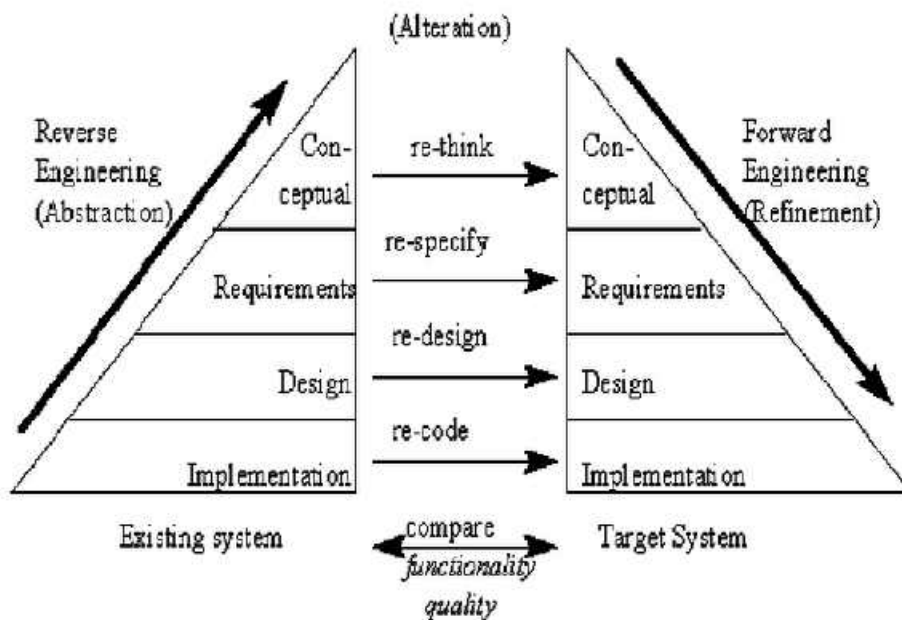 (Alteration)
Reverse
Engineering
(Abstraction)
Con-
ceptual
re-think
Con-
ceptual
Forward
Engineering
(Refinement)
re-specify
Requirements
Requirements
re-design
Design
Design
re-code
Implementation
Implementation
Existing system
compare
functionality
quality
Target System